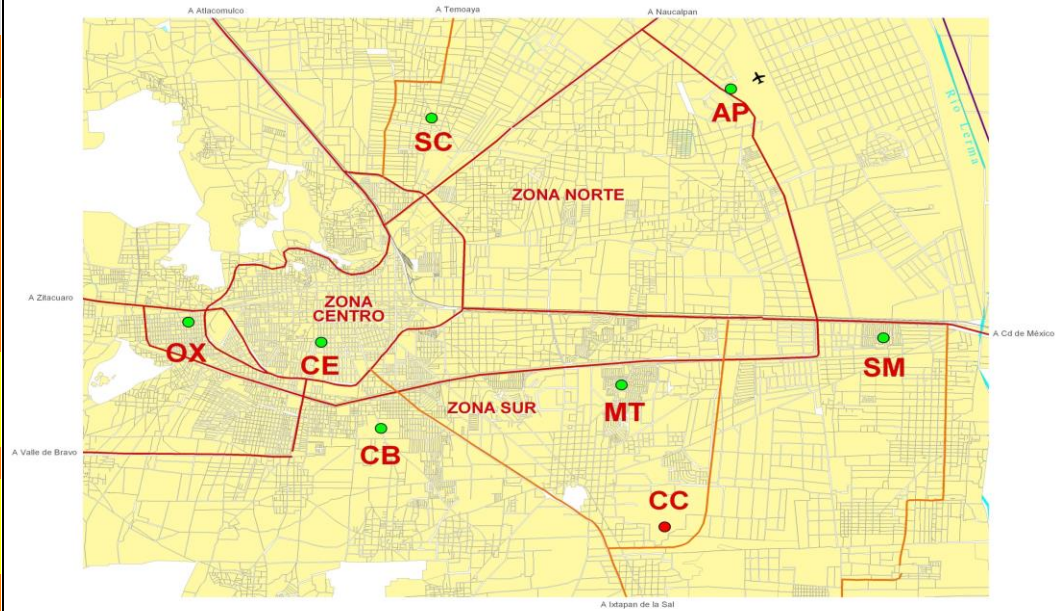 A Atlacomulco
A Temoaya
A Naucalpan
AP
SC
Río Lerma
ZONA NORTE
A Zitacuaro
ZONA
CENTRO
A Cd de México
OX
CE
SM
ZONA SUR
MT
CB
A Valle de Bravo
CC
A Ixtapan de la Sal